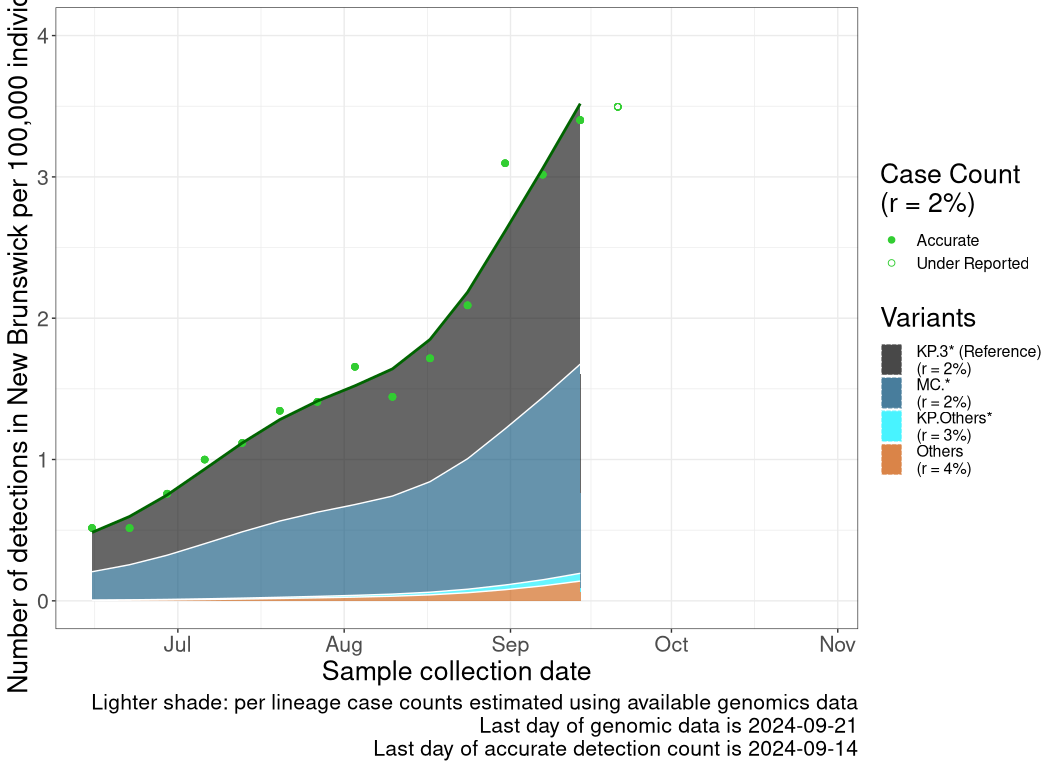 Number of detections in New Brunswick per 100,000
4
3
2
1
0
Jul Aug Sep Oct Nov
Sample collection date
Lighter shade: per lineage case counts estimated using available genomics data
Last day of genomic data is 2024-09-21
Last day of accurate detection count is 2024-09-14
Case Count
(r = 2%)
Accurate
Under Reported
Variants
KP.3* (Reference)
(r = 2%)
MC.*
(r = 2%)
KP.Others*
(r = 3%)
Others
(r = 4%)